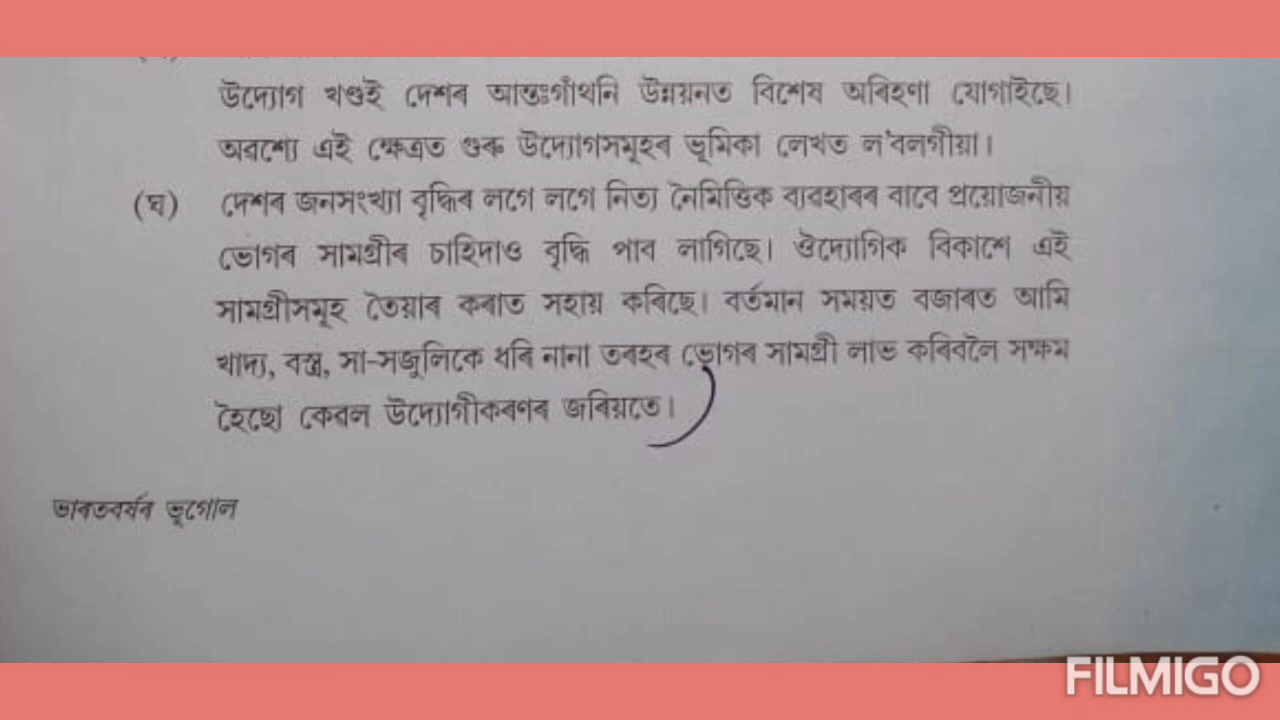 উদ্যোগ খণ্ডই দেশৰ আন্তঃগাঁথনি উন্নয়নত বিশেষ অৰিহণা যোগাইছে।
অৱশ্যে এই ক্ষেত্ৰত গুৰু উদ্যোগসমূহৰ ভূমিকা লেখত ল'বলগীয়া।
(ঘ) দেশৰ জনসংখ্যা বৃদ্ধিৰ লগে লগে নিত্য নৈমিত্তিক ব্যবহাৰৰ বাবে প্ৰয়োজনীয়
ভোগৰ সামগ্ৰীৰ চাহিদাও বৃদ্ধি পাব লাগিছে। ঔদ্যোগিক বিকাশে এই
সামগ্ৰীসমূহ তৈয়াৰ কৰাত সহায় কৰিছে। বৰ্তমান সময়ত বজাৰত আমি
খাদ্য, বস্ত্ৰ, সা-সজুলিকে ধৰি নানা তৰহৰ ভোগৰ সামগ্ৰী লাভ কৰিবলৈ সক্ষম
হৈছো কেৱল উদ্যোগীকৰণৰ জৰিয়তে।
ভাৰতবৰ্ষৰ ভূগোল
FILMIGO